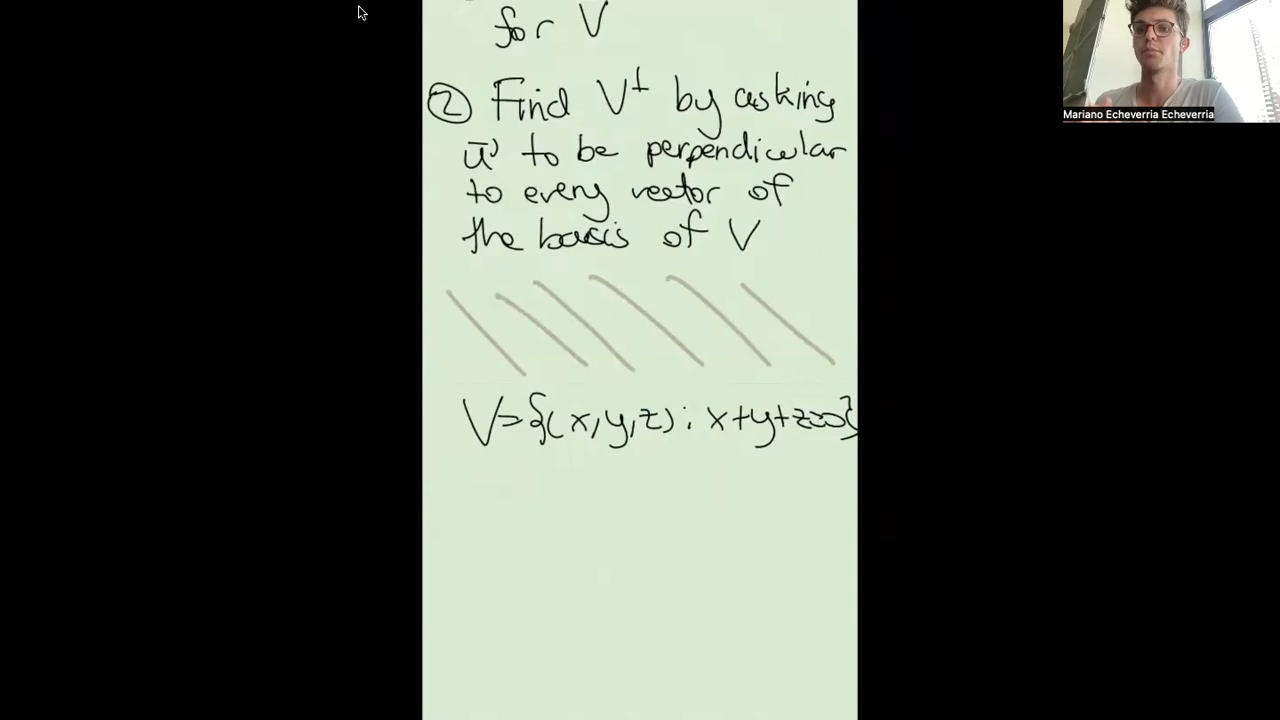 for V
② Find V⊥ by asking
u⃗ to be perpendicular
to every vector of
the basis of V
V={(x,y,z): x+y+z=0}
Mariano Echeverria Echeverria